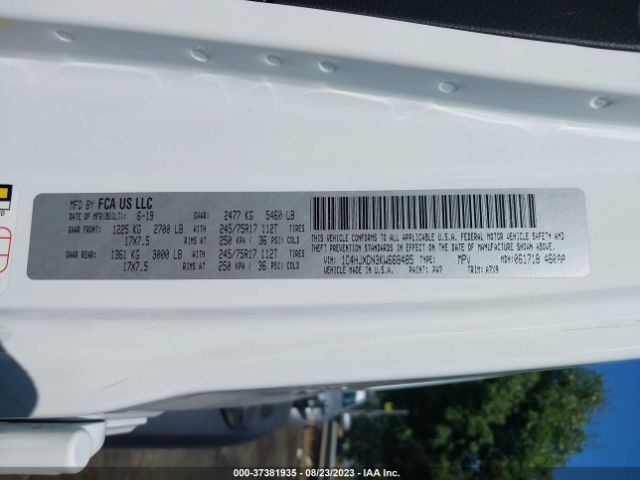 MFD BY FCA US LLC
DATE OF MFR(BUILT): 6-19 GVWR: 2477 KG 5460 LB
GAWR FRONT: 1225 KG 2700 LB WITH 245/75R17 112T TIRES
17X7.5 RIMS AT 250 KPA ( 36 PSI) COLD
GAWR REAR: 1361 KG 3000 LB WITH 245/75R17 112T TIRES
17X7.5 RIMS AT 250 KPA ( 36 PSI) COLD
THIS VEHICLE CONFORMS TO ALL APPLICABLE U.S.A. FEDERAL MOTOR VEHICLE SAFETY, BUMPER, AND
THEFT PREVENTION STANDARDS IN EFFECT ON THE DATE OF MANUFACTURE SHOWN ABOVE.
VIN: 1C4HJXDN3KW668485 TYPE: MPV MDH: 061718 460PP
VEHICLE MADE IN U.S.A. PAINT: PW7 TRIM: A7X9
000-37381935 - 08/23/2023 - IAA Inc.